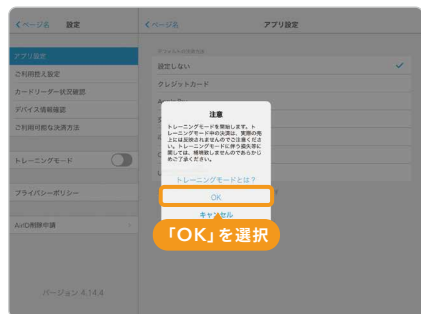 ページ名
設定
ページ名
アプリ設定
アプリ設定
ご利用控え設定
カードリーダー状況確認
デバイス情報確認
ご利用可能な決済方法
トレーニングモード
プライバシーポリシー
AirID削除申請
バージョン 4.14.4
設定しない
クレジットカード
注意
トレーニングモードを開始します。ト
レーニングモード中の決済は、実際の売
上には反映されませんのでご注意くださ
い。トレーニングモードに伴う損失等に
関しては、補填致しませんのであらかじ
めご了承ください。
トレーニングモードとは?
OK
キャンセル
「OK」を選択